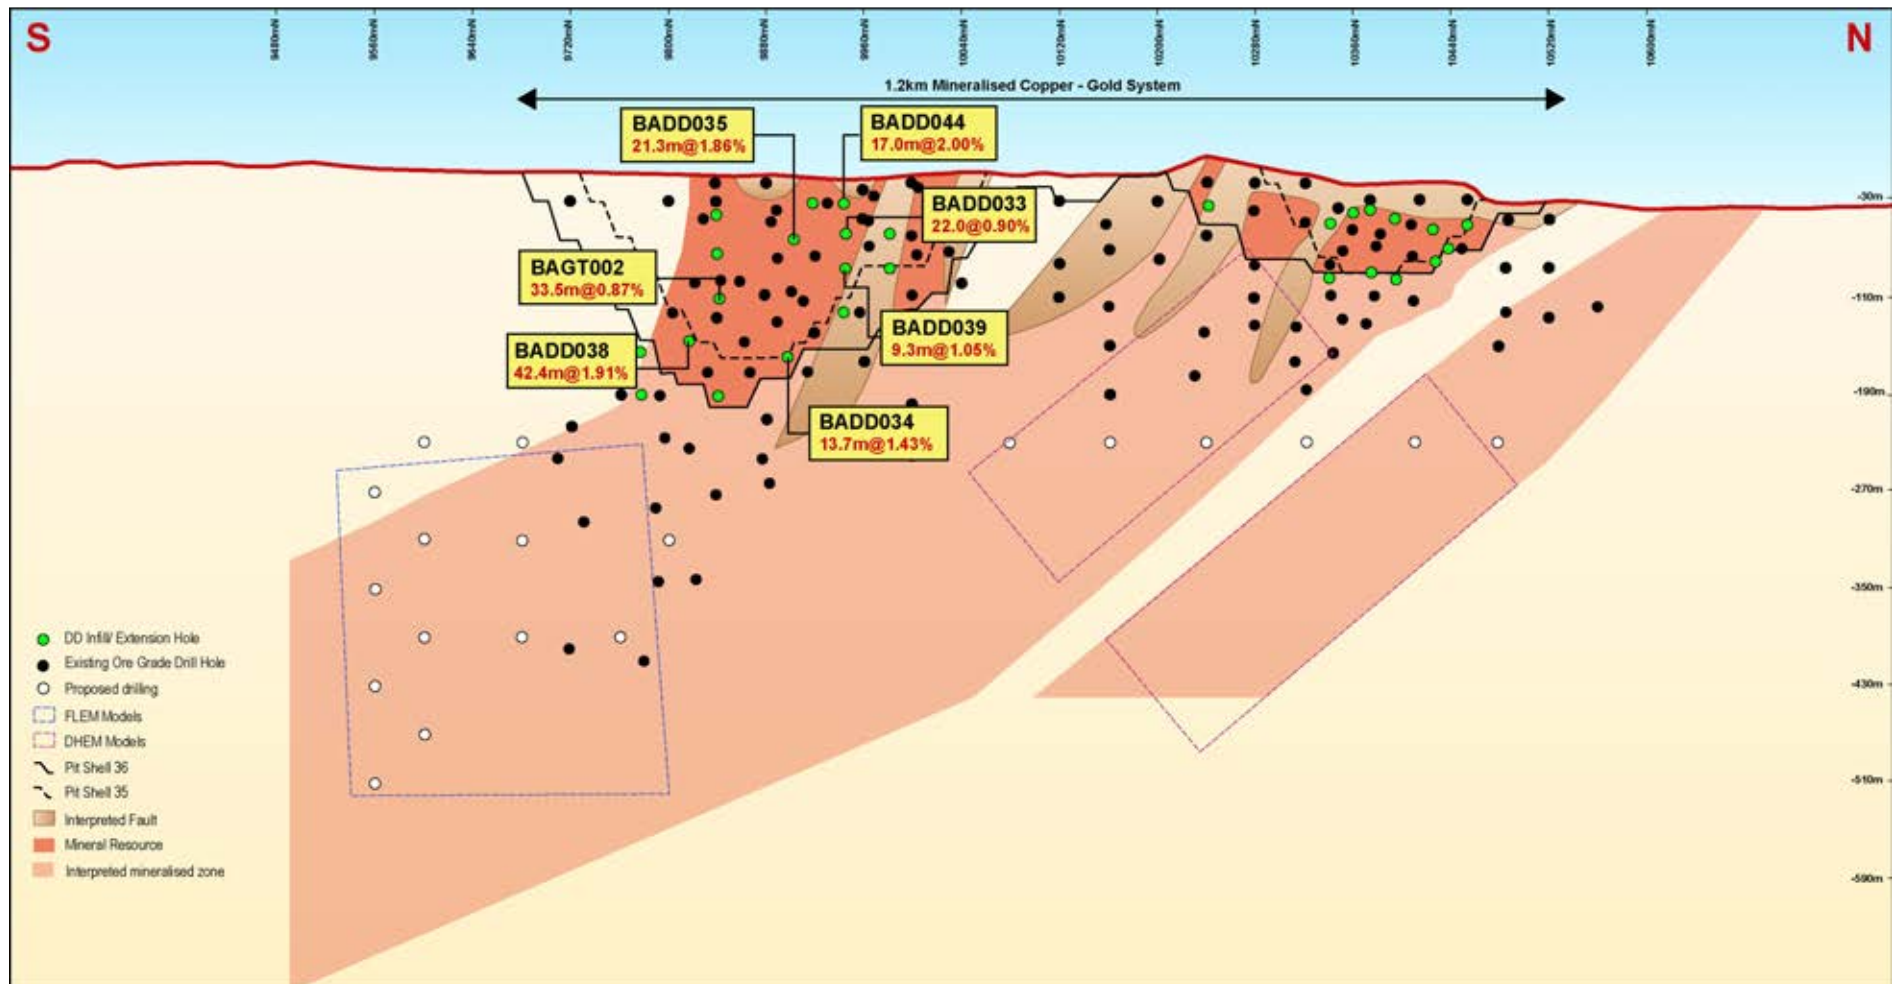 S
N
9480mN
9560mN
9640mN
9720mN
9800mN
9880mN
9960mN
10040mN
10120mN
10200mN
10280mN
10360mN
10440mN
10520mN
10600mN
1.2km Mineralised Copper - Gold System
BADD035
21.3m@1.86%
BADD044
17.0m@2.00%
BADD033
22.0@0.90%
BAGT002
33.5m@0.87%
BADD039
9.3m@1.05%
BADD038
42.4m@1.91%
BADD034
13.7m@1.43%
-30m
-110m
-190m
-270m
-350m
-430m
-510m
-590m
DD Infill/ Extension Hole
Existing Ore Grade Drill Hole
Proposed drilling
FLEM Models
DHEM Models
Pit Shell 36
Pit Shell 35
Interpreted Fault
Mineral Resource
Interpreted mineralised zone